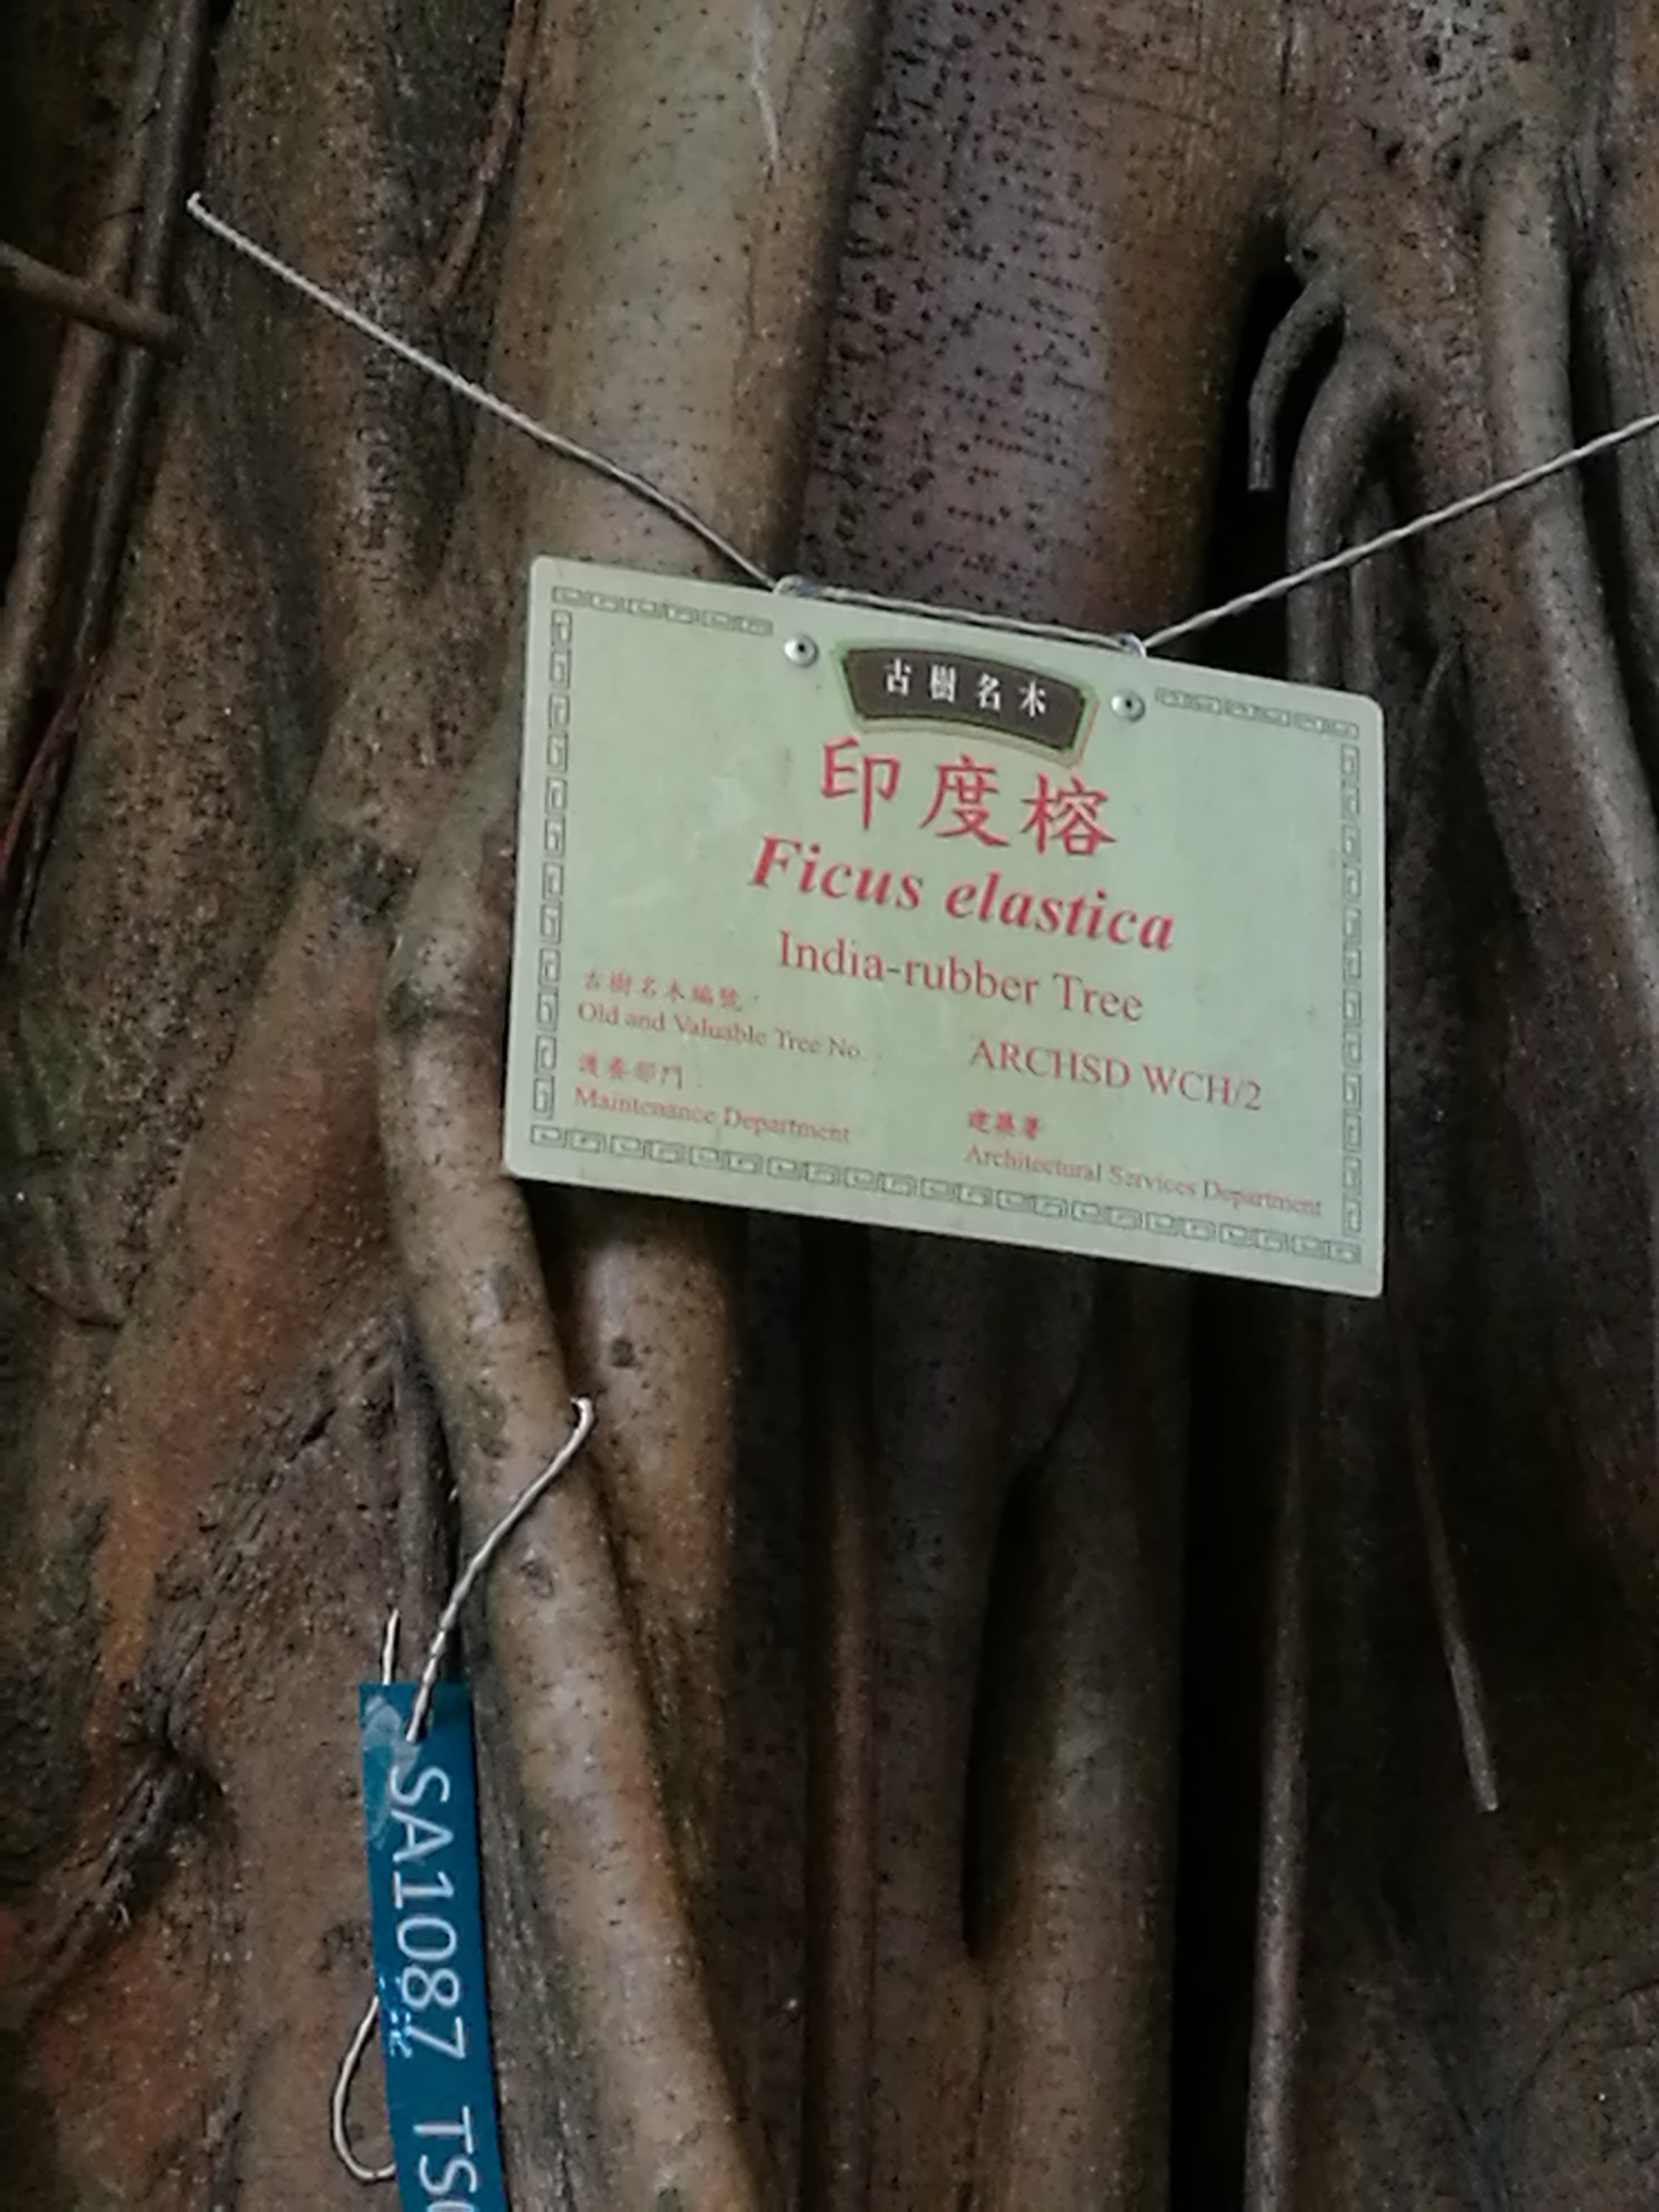 古樹名木
印度榕
Ficus elastica
India-rubber Tree
古樹名木編號：
Old and Valuable Tree No. :
ARCHSD WCH/2
護養部門：
Maintenance Department
建築署
Architectural Services Department
SA1087 TS